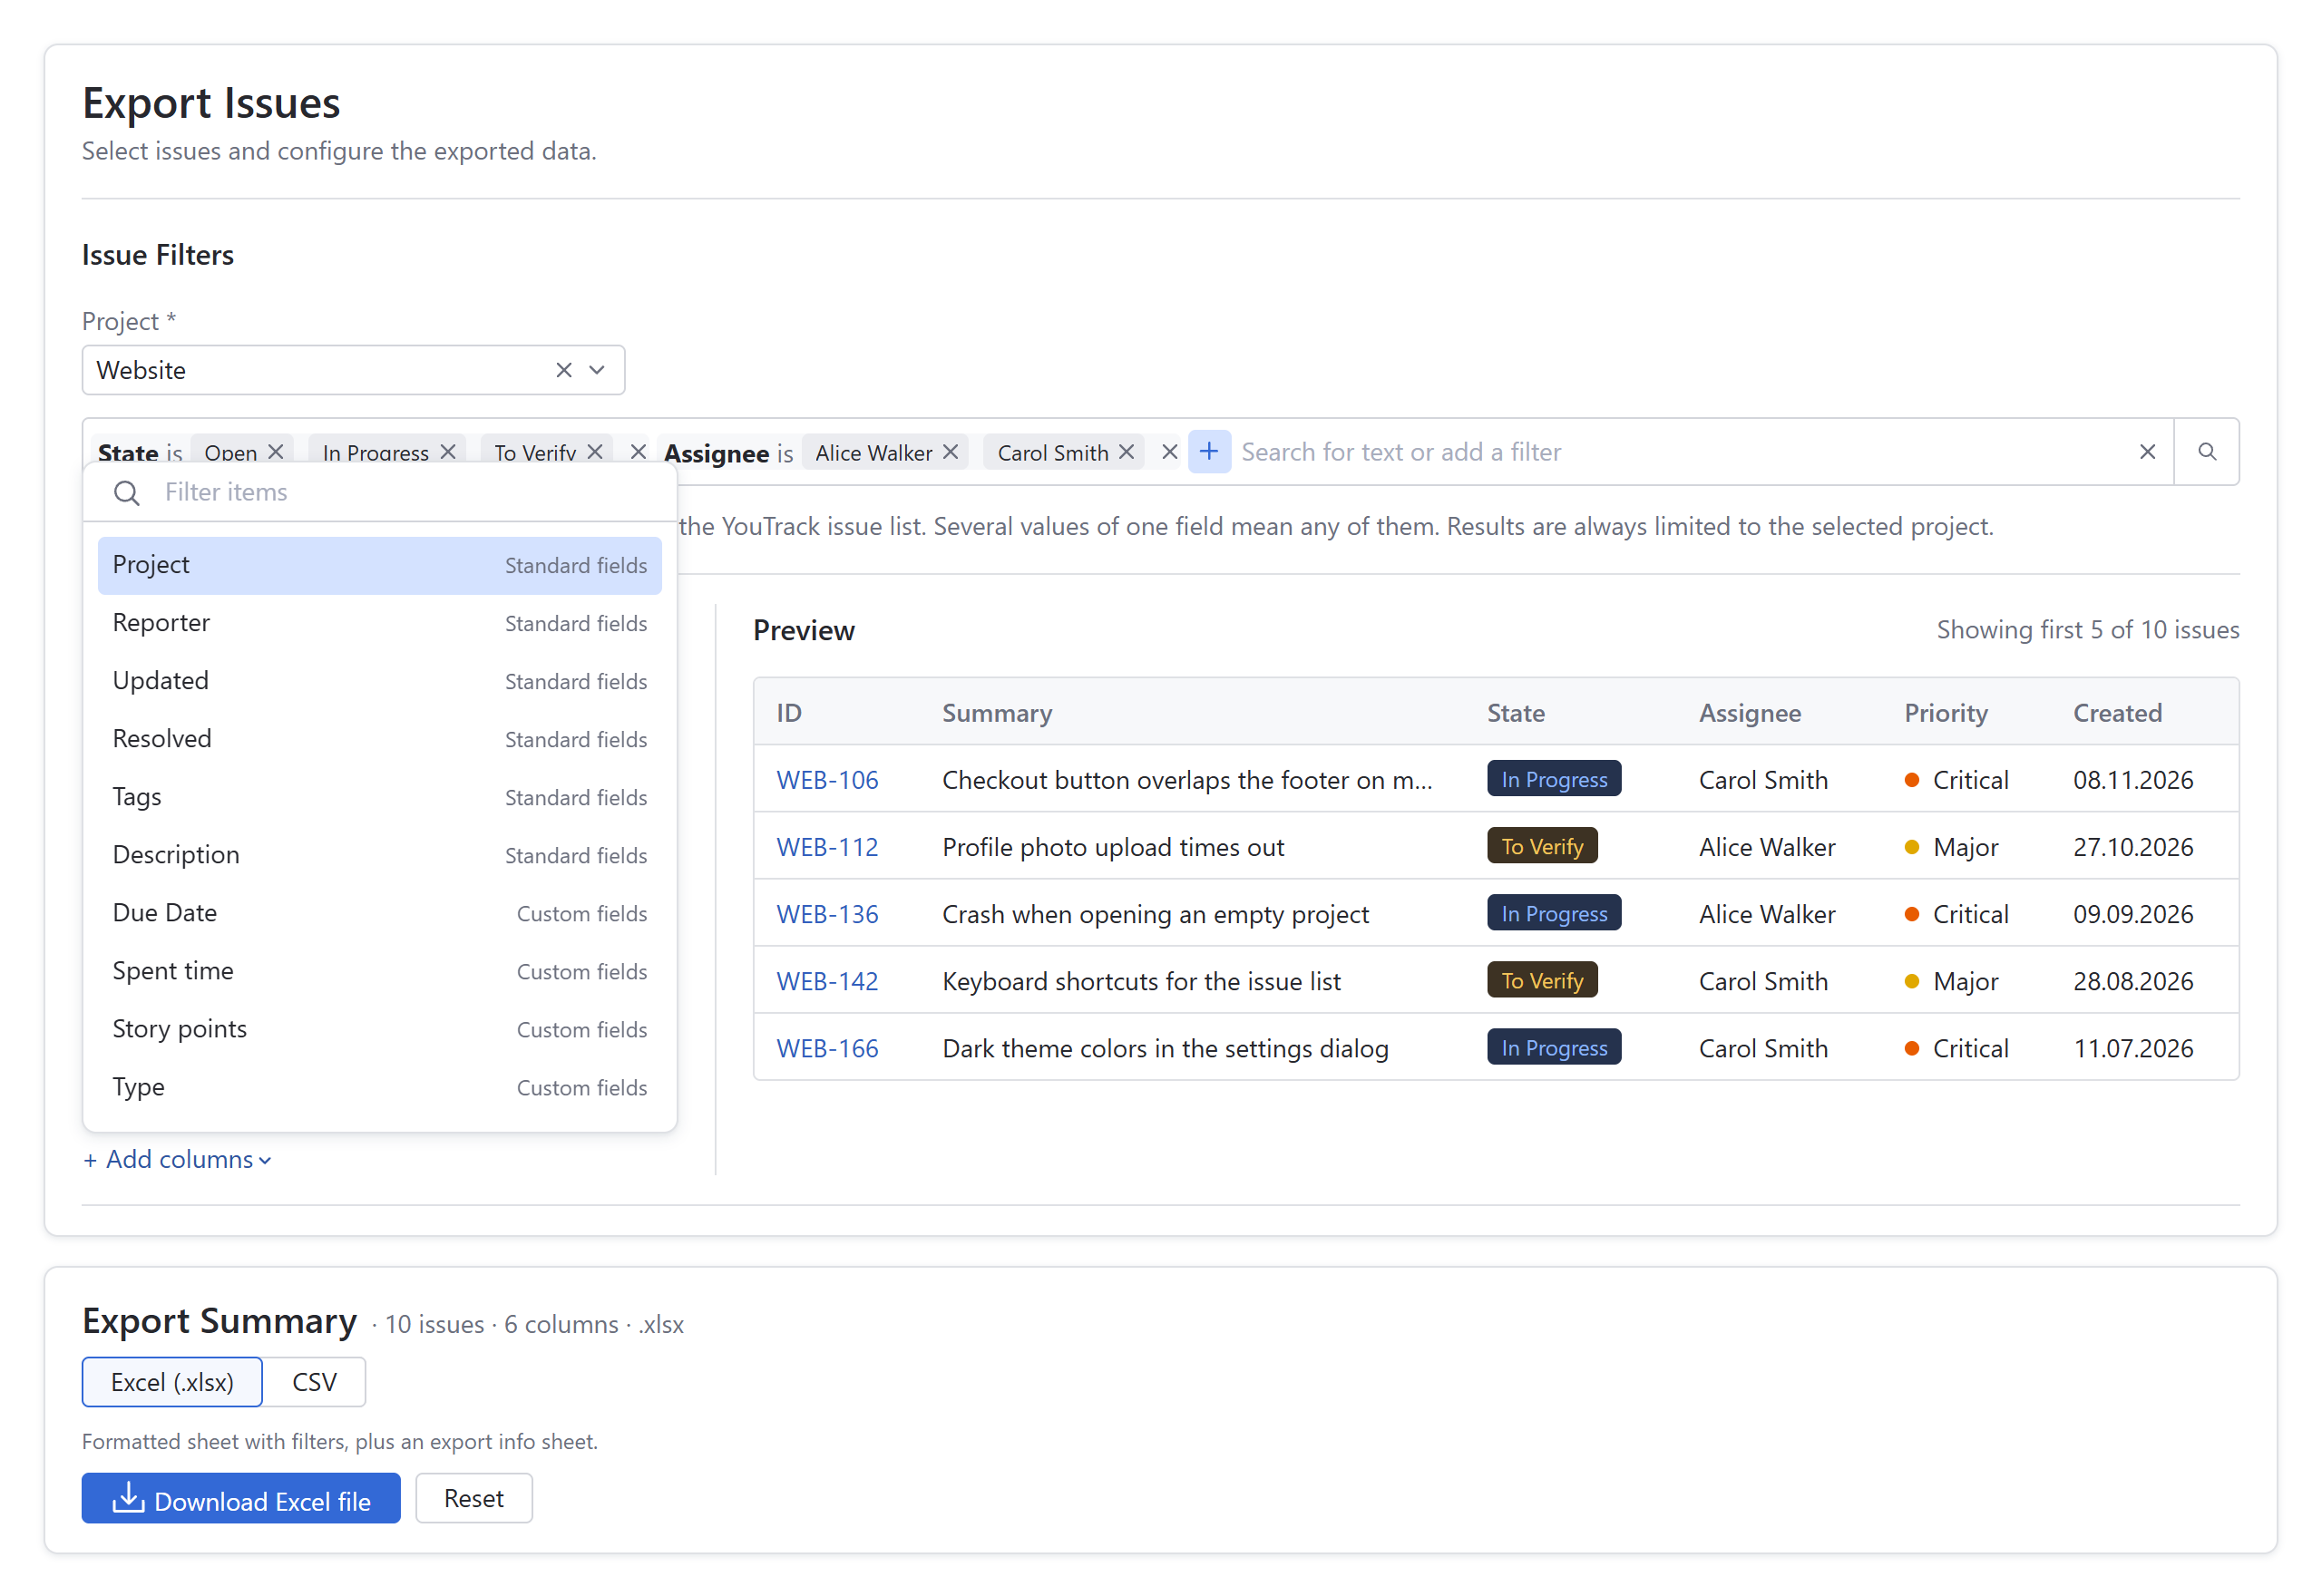 Export Issues
Select issues and configure the exported data.
Issue Filters
Project *
Website
State is Open In Progress To Verify Assignee is Alice Walker Carol Smith + Search for text or add a filter
Filter items
the YouTrack issue list. Several values of one field mean any of them. Results are always limited to the selected project.
Project Standard fields
Reporter Standard fields
Updated Standard fields
Resolved Standard fields
Tags Standard fields
Description Standard fields
Due Date Custom fields
Spent time Custom fields
Story points Custom fields
Type Custom fields
+ Add columns
Preview Showing first 5 of 10 issues
ID Summary State Assignee Priority Created
WEB-106 Checkout button overlaps the footer on m... In Progress Carol Smith Critical 08.11.2026
WEB-112 Profile photo upload times out To Verify Alice Walker Major 27.10.2026
WEB-136 Crash when opening an empty project In Progress Alice Walker Critical 09.09.2026
WEB-142 Keyboard shortcuts for the issue list To Verify Carol Smith Major 28.08.2026
WEB-166 Dark theme colors in the settings dialog In Progress Carol Smith Critical 11.07.2026
Export Summary · 10 issues · 6 columns · .xlsx
Excel (.xlsx) CSV
Formatted sheet with filters, plus an export info sheet.
Download Excel file Reset